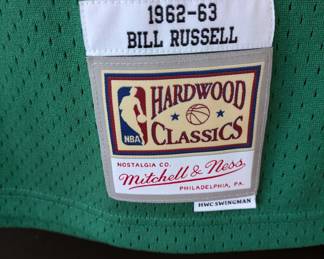 1962-63
BILL RUSSELL
HARDWOOD
CLASSICS
NBA
NOSTALGIA CO.
Mitchell & Ness
PHILADELPHIA, PA.
HWC SWINGMAN